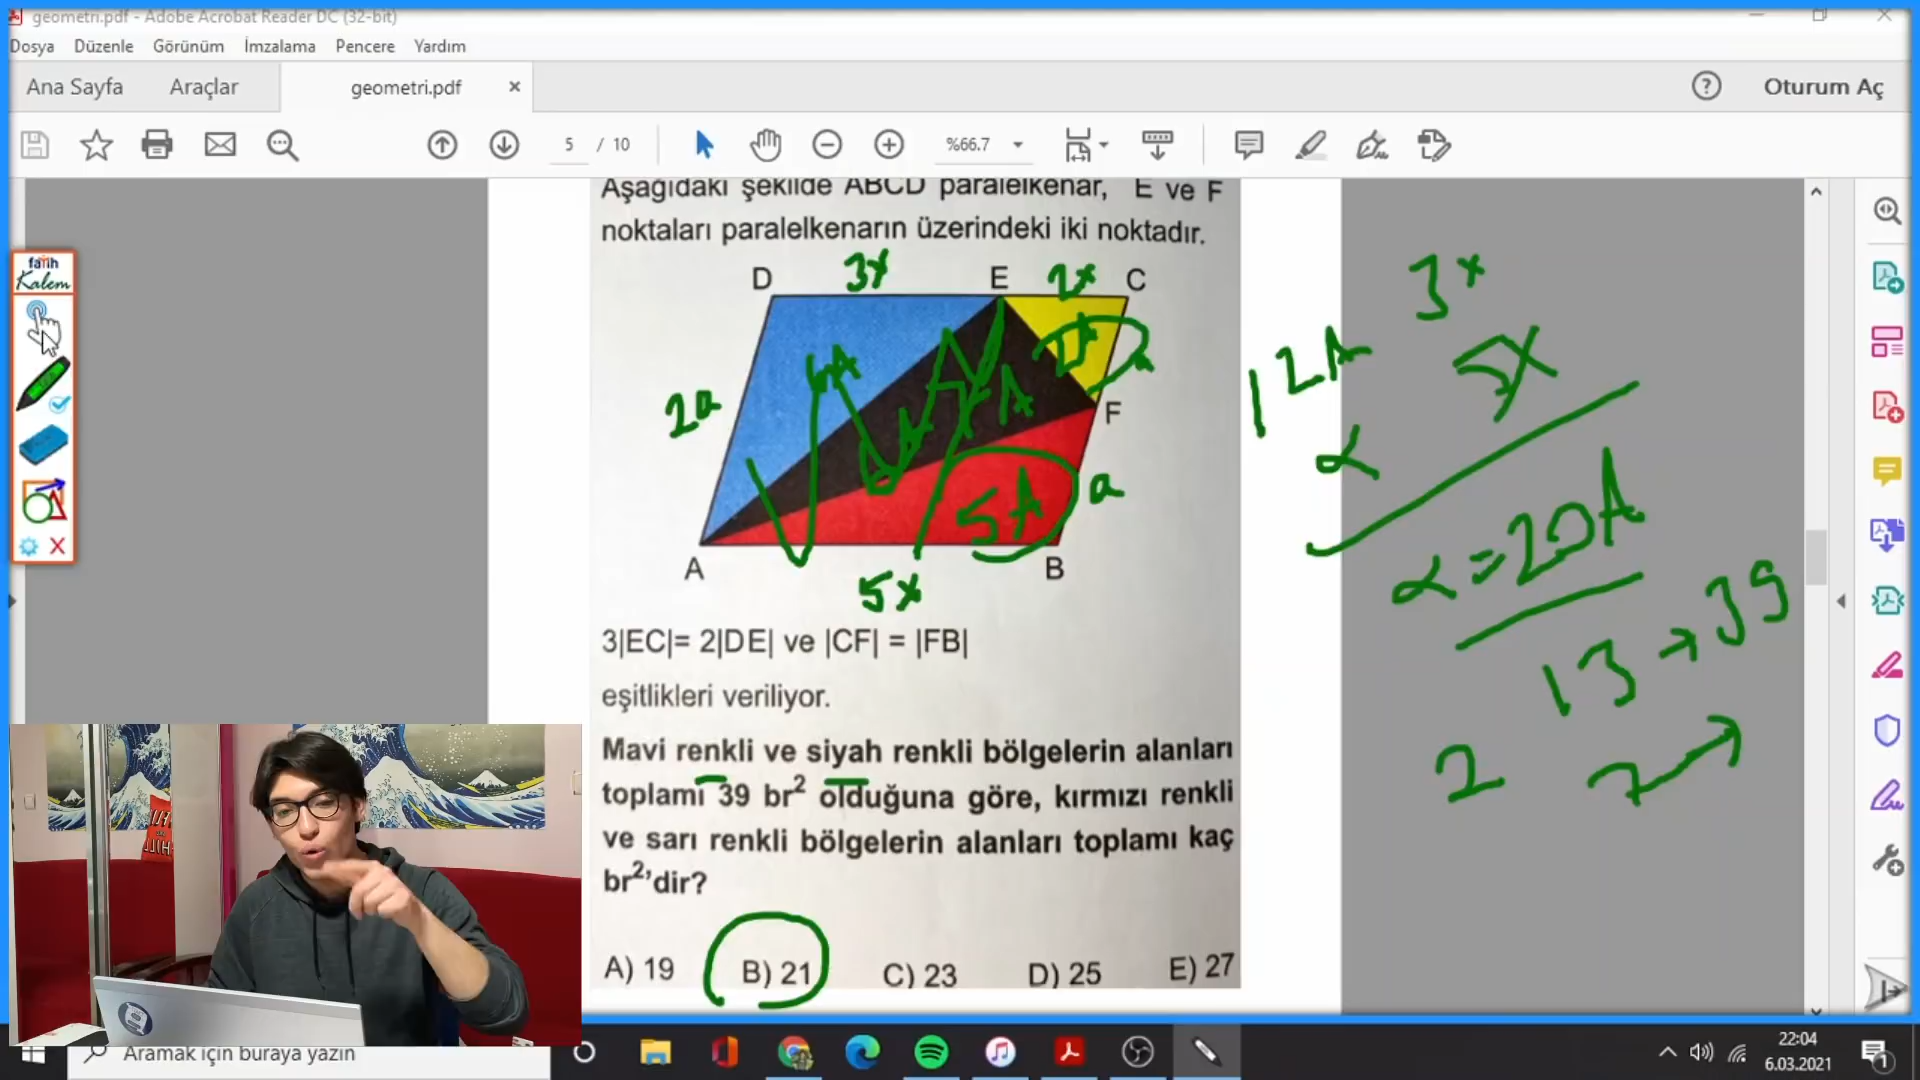 geometri.pdf - Adobe Acrobat Reader DC (32-bit)
Dosya Düzenle Görünüm İmzalama Pencere Yardım
Ana Sayfa Araçlar geometri.pdf × ? Oturum Aç
5 / 10 %66.7
fatih
Kalem
Aşağıdaki şekilde ABCD paralelkenar, E ve F
noktaları paralelkenarın üzerindeki iki noktadır.
D 3x E 2x C
2a
F
5A
a
A B
5x
3|EC|= 2|DE| ve |CF| = |FB|
eşitlikleri veriliyor.
Mavi renkli ve siyah renkli bölgelerin alanları
toplamı 39 br² olduğuna göre, kırmızı renkli
ve sarı renkli bölgelerin alanları toplamı kaç
br²'dir?
A) 19 B) 21 C) 23 D) 25 E) 27
3x
5x
12A
α
α=20A
13→39
2 7→
Aramak için buraya yazın
22:04
6.03.2021
1